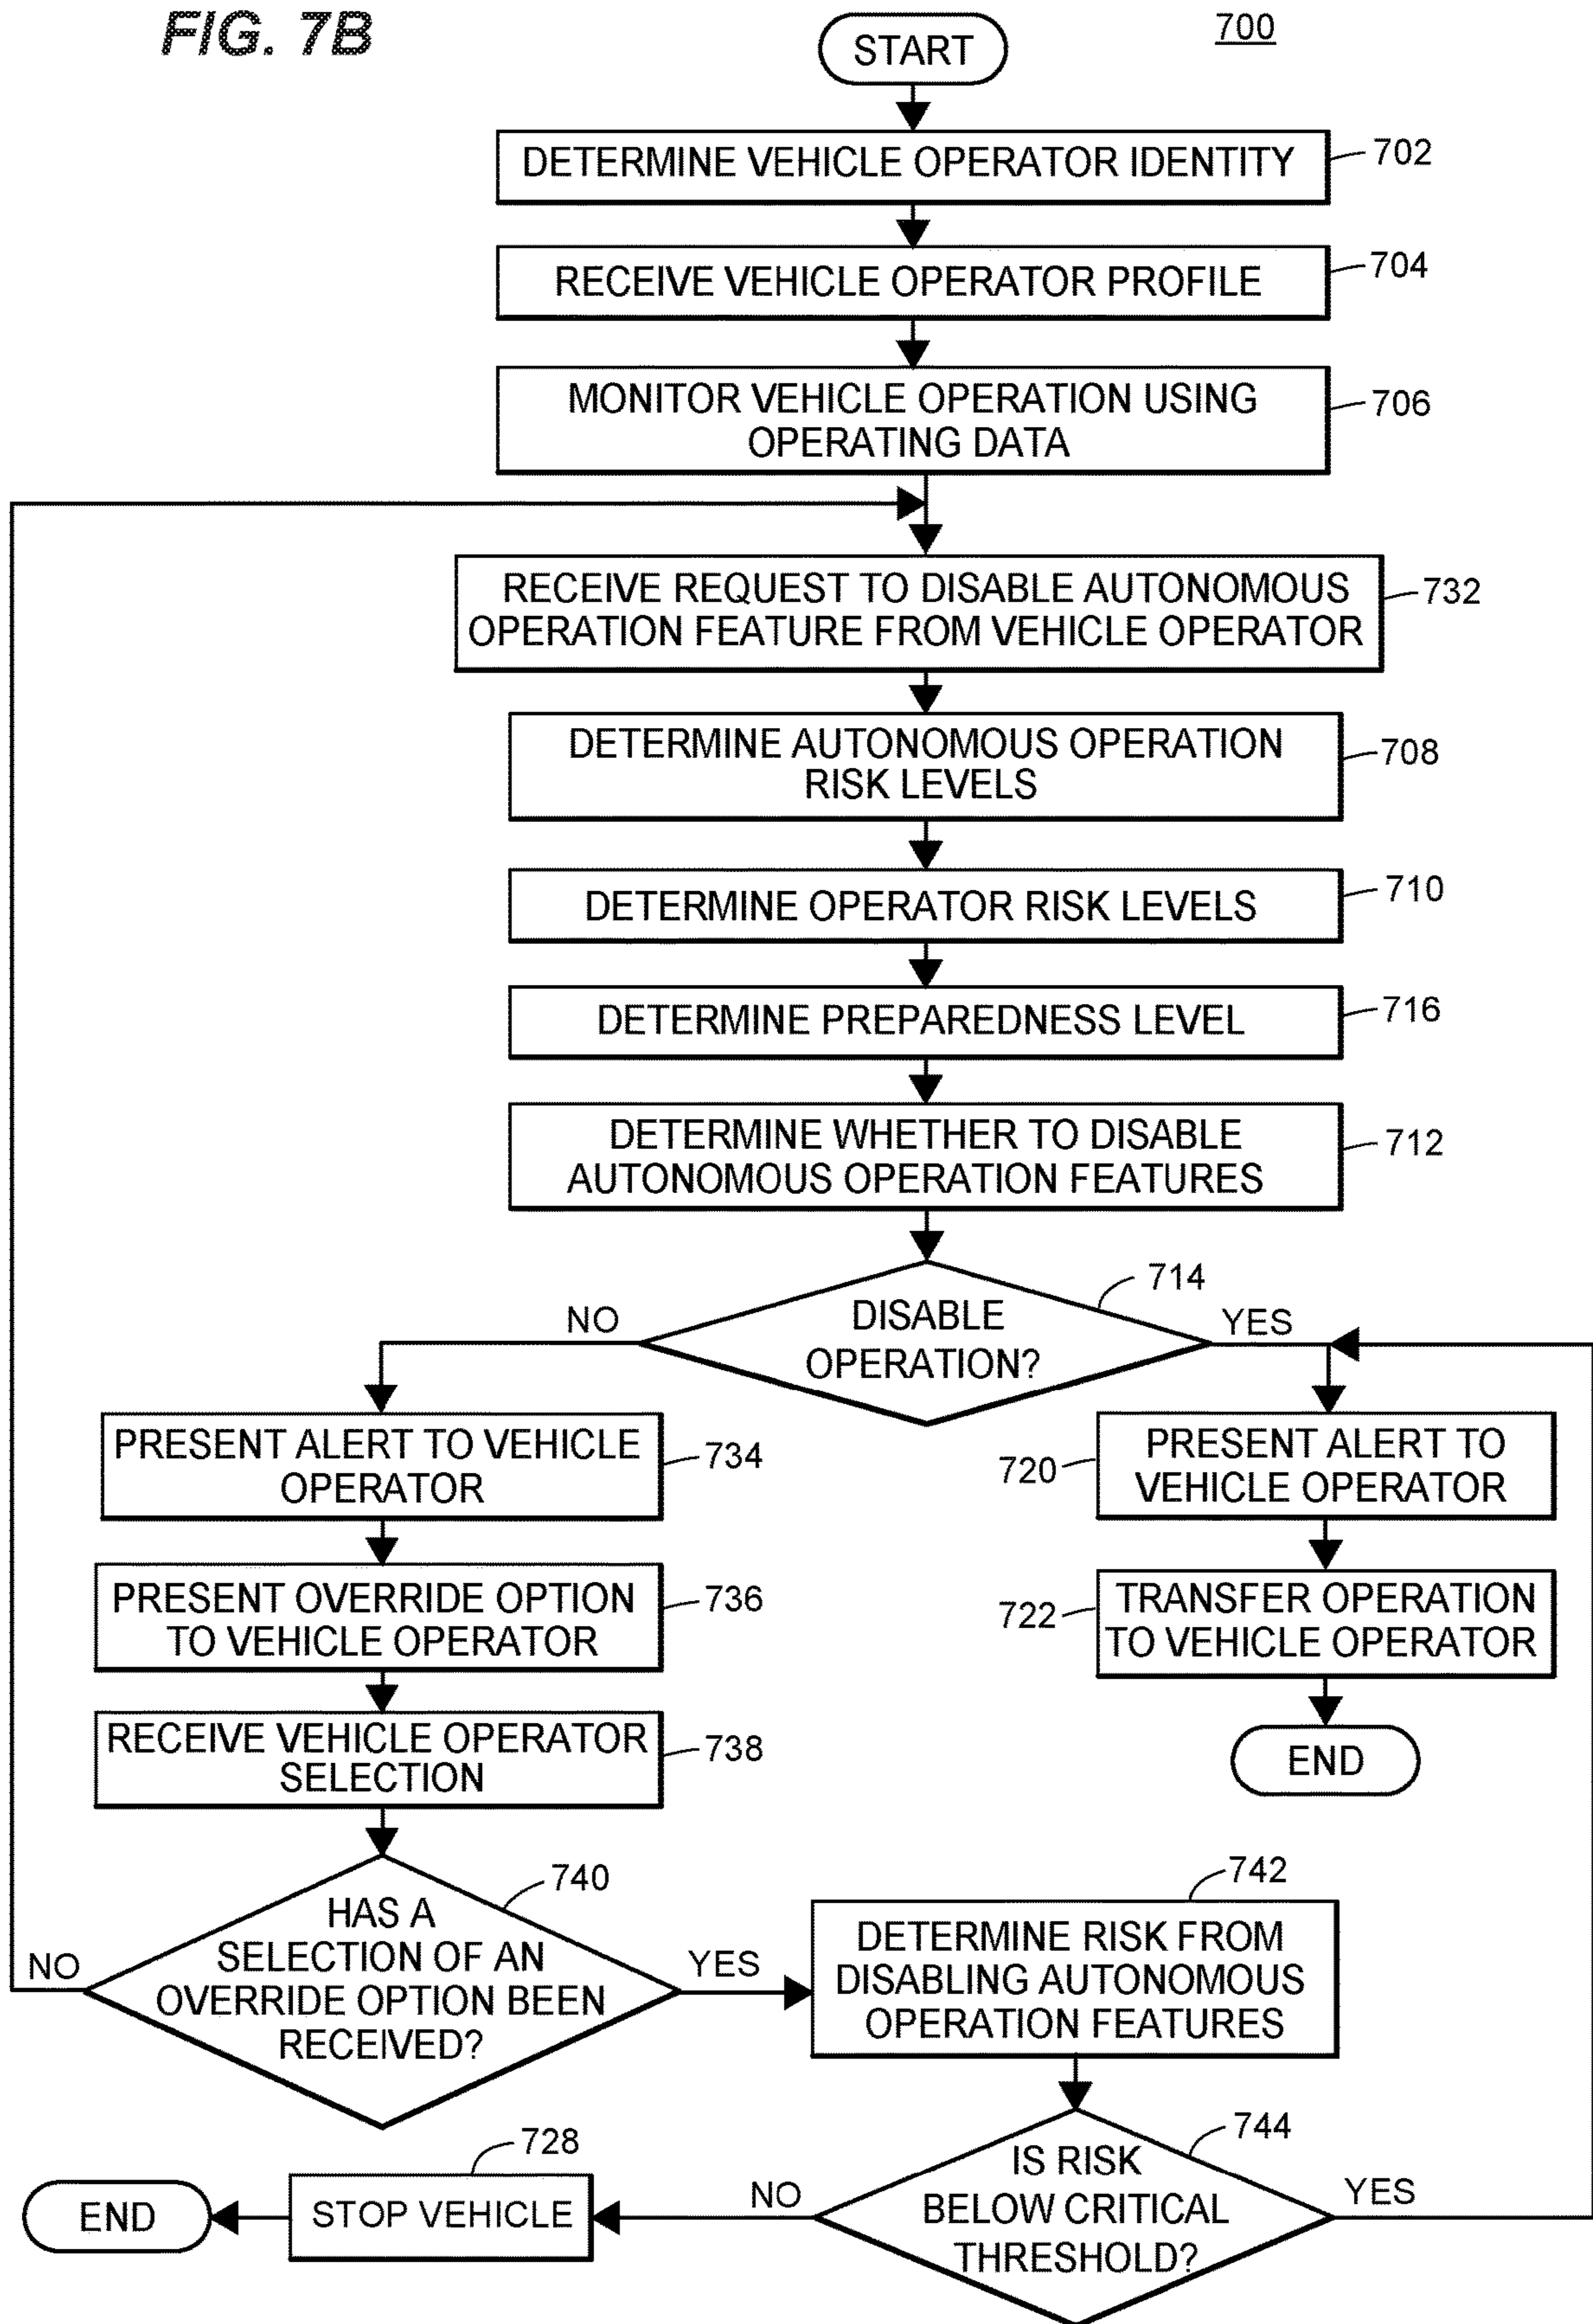 FIG. 7B
700
START
DETERMINE VEHICLE OPERATOR IDENTITY
702
RECEIVE VEHICLE OPERATOR PROFILE
704
MONITOR VEHICLE OPERATION USING
OPERATING DATA
706
RECEIVE REQUEST TO DISABLE AUTONOMOUS
OPERATION FEATURE FROM VEHICLE OPERATOR
732
DETERMINE AUTONOMOUS OPERATION
RISK LEVELS
708
DETERMINE OPERATOR RISK LEVELS
710
DETERMINE PREPAREDNESS LEVEL
716
DETERMINE WHETHER TO DISABLE
AUTONOMOUS OPERATION FEATURES
712
DISABLE
OPERATION?
714
NO
YES
PRESENT ALERT TO VEHICLE
OPERATOR
734
PRESENT OVERRIDE OPTION
TO VEHICLE OPERATOR
736
RECEIVE VEHICLE OPERATOR
SELECTION
738
720
PRESENT ALERT TO
VEHICLE OPERATOR
722
TRANSFER OPERATION
TO VEHICLE OPERATOR
END
HAS A
SELECTION OF AN
OVERRIDE OPTION BEEN
RECEIVED?
740
NO
YES
742
DETERMINE RISK FROM
DISABLING AUTONOMOUS
OPERATION FEATURES
744
IS RISK
BELOW CRITICAL
THRESHOLD?
NO
YES
728
STOP VEHICLE
END